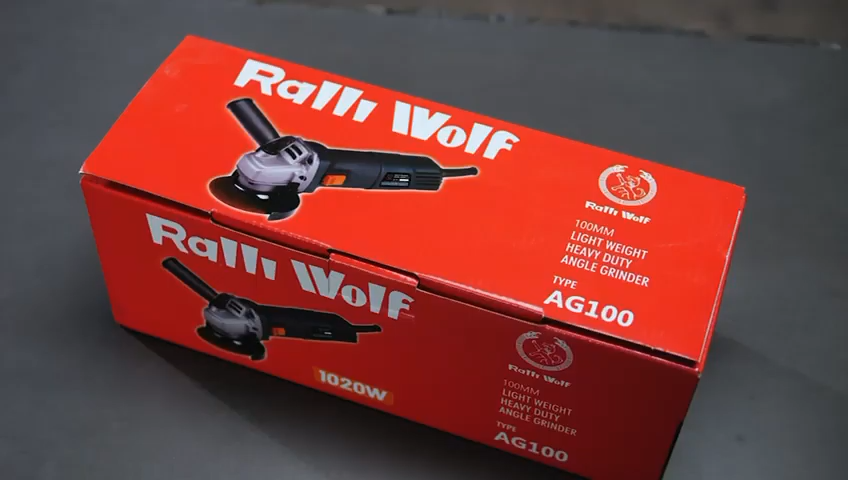 Ralli Wolf
Ralli Wolf
100MM
LIGHT WEIGHT
HEAVY DUTY
ANGLE GRINDER
TYPE
AG100
Ralli Wolf
1020W
Ralli Wolf
100MM
LIGHT WEIGHT
HEAVY DUTY
ANGLE GRINDER
TYPE
AG100